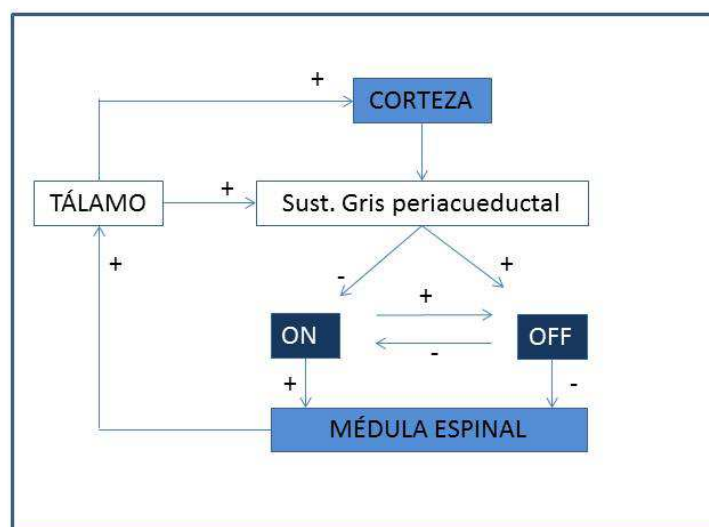 +
CORTEZA
TÁLAMO
+
Sust. Gris periacueductal
+
-
+
+
ON
OFF
-
+
-
MÉDULA ESPINAL